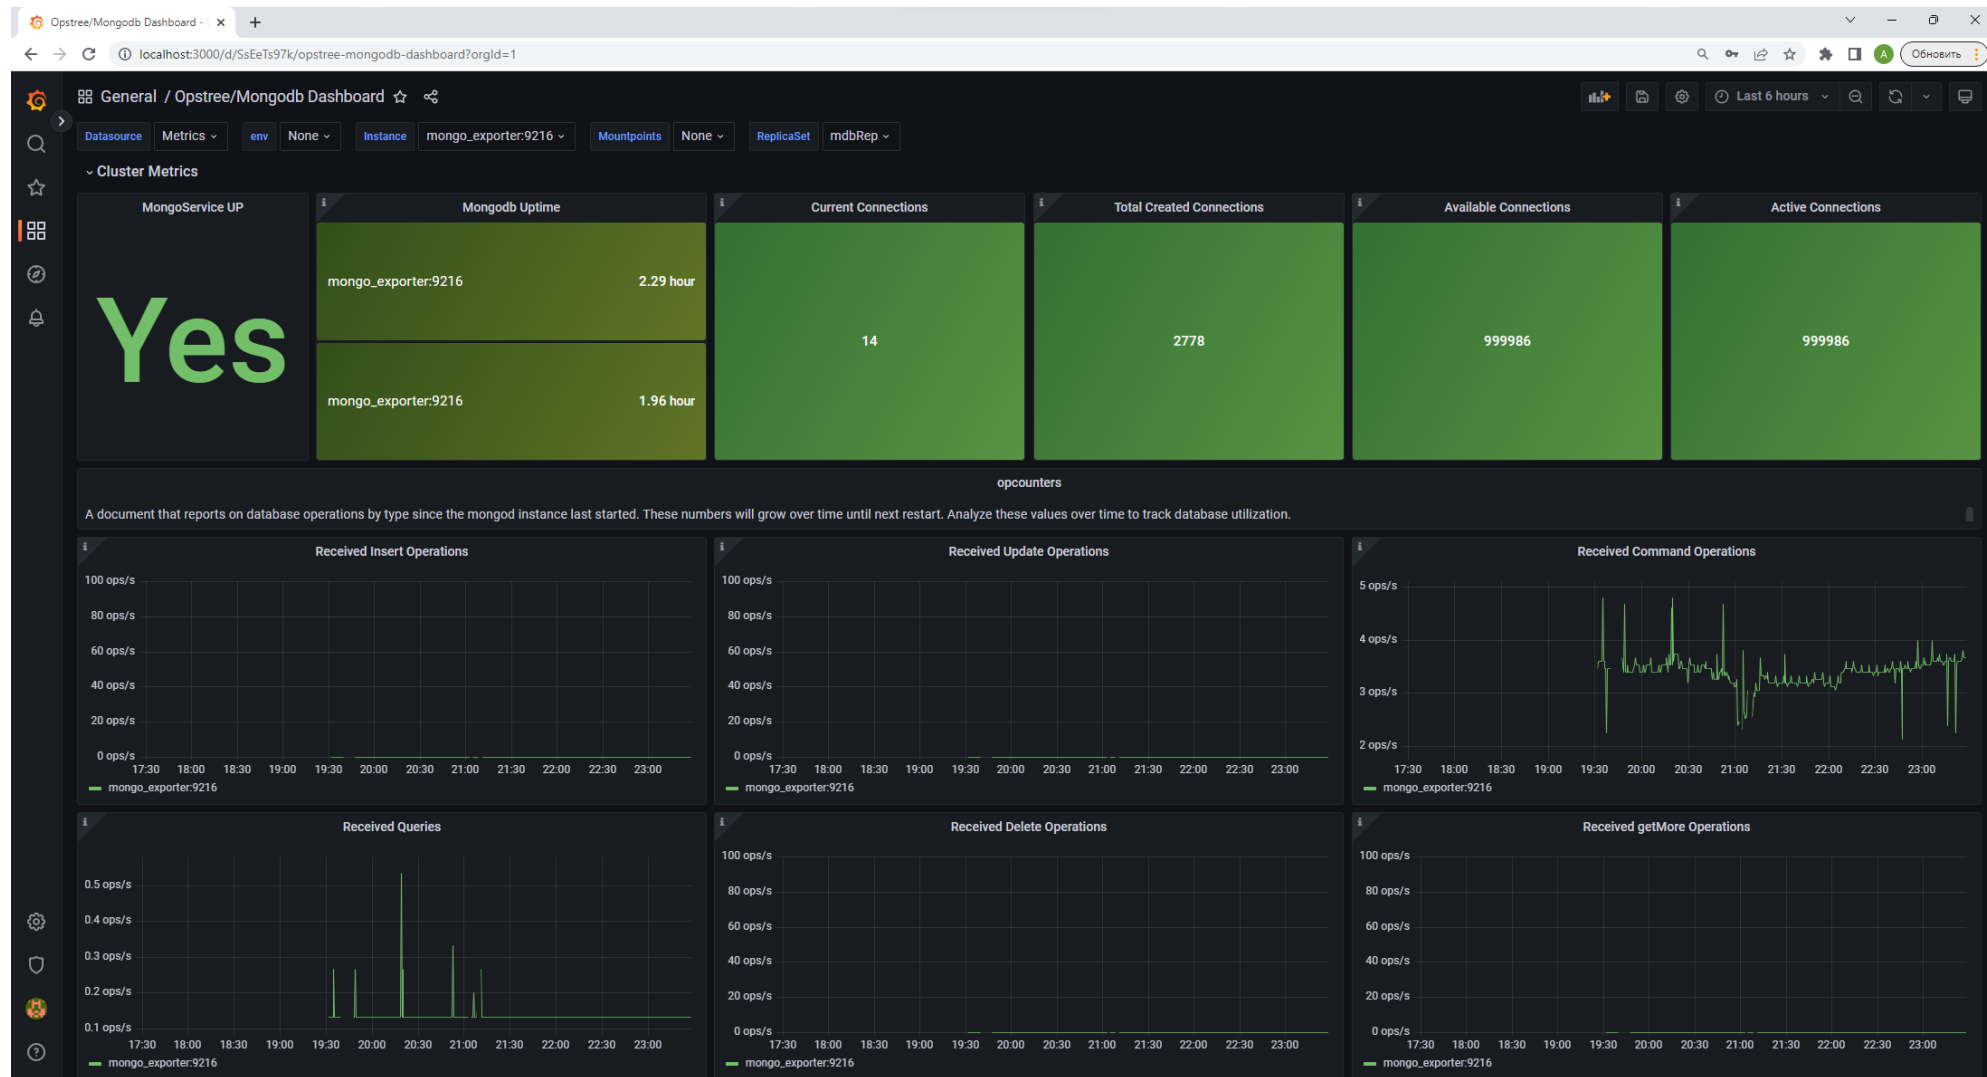 Opstree/Mongodb Dashboard -
localhost:3000/d/SsEeTs97k/opstree-mongodb-dashboard?orgId=1
A
Обновить
General / Opstree/Mongodb Dashboard
Last 6 hours
Datasource Metrics env None Instance mongo_exporter:9216 Mountpoints None ReplicaSet mdbRep
Cluster Metrics
MongoService UP
Yes
Mongodb Uptime
mongo_exporter:9216 2.29 hour
mongo_exporter:9216 1.96 hour
Current Connections
14
Total Created Connections
2778
Available Connections
999986
Active Connections
999986
opcounters
A document that reports on database operations by type since the mongod instance last started. These numbers will grow over time until next restart. Analyze these values over time to track database utilization.
Received Insert Operations
100 ops/s
80 ops/s
60 ops/s
40 ops/s
20 ops/s
0 ops/s
17:30 18:00 18:30 19:00 19:30 20:00 20:30 21:00 21:30 22:00 22:30 23:00
mongo_exporter:9216
Received Update Operations
100 ops/s
80 ops/s
60 ops/s
40 ops/s
20 ops/s
0 ops/s
17:30 18:00 18:30 19:00 19:30 20:00 20:30 21:00 21:30 22:00 22:30 23:00
mongo_exporter:9216
Received Command Operations
5 ops/s
4 ops/s
3 ops/s
2 ops/s
17:30 18:00 18:30 19:00 19:30 20:00 20:30 21:00 21:30 22:00 22:30 23:00
mongo_exporter:9216
Received Queries
0.5 ops/s
0.4 ops/s
0.3 ops/s
0.2 ops/s
0.1 ops/s
17:30 18:00 18:30 19:00 19:30 20:00 20:30 21:00 21:30 22:00 22:30 23:00
mongo_exporter:9216
Received Delete Operations
100 ops/s
80 ops/s
60 ops/s
40 ops/s
20 ops/s
0 ops/s
17:30 18:00 18:30 19:00 19:30 20:00 20:30 21:00 21:30 22:00 22:30 23:00
mongo_exporter:9216
Received getMore Operations
100 ops/s
80 ops/s
60 ops/s
40 ops/s
20 ops/s
0 ops/s
17:30 18:00 18:30 19:00 19:30 20:00 20:30 21:00 21:30 22:00 22:30 23:00
mongo_exporter:9216